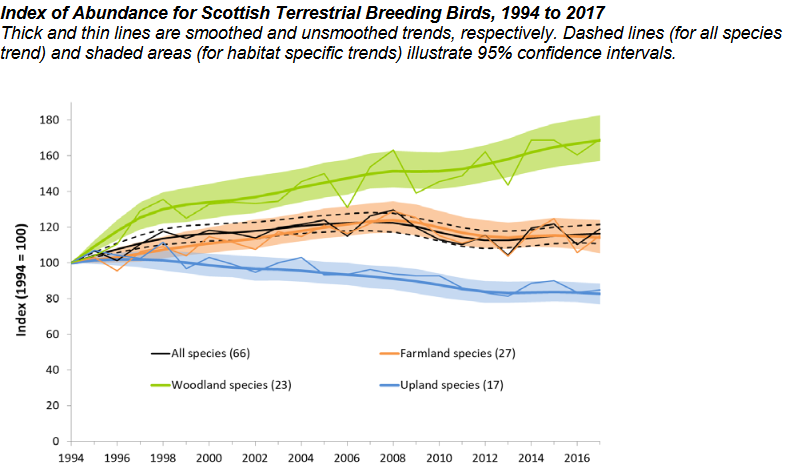 Index of Abundance for Scottish Terrestrial Breeding Birds, 1994 to 2017
Thick and thin lines are smoothed and unsmoothed trends, respectively. Dashed lines (for all species
trend) and shaded areas (for habitat specific trends) illustrate 95% confidence intervals.
Index (1994 = 100)
180
160
140
120
100
80
60
40
20
0
All species (66)
Farmland species (27)
Woodland species (23)
Upland species (17)
1994 1996 1998 2000 2002 2004 2006 2008 2010 2012 2014 2016